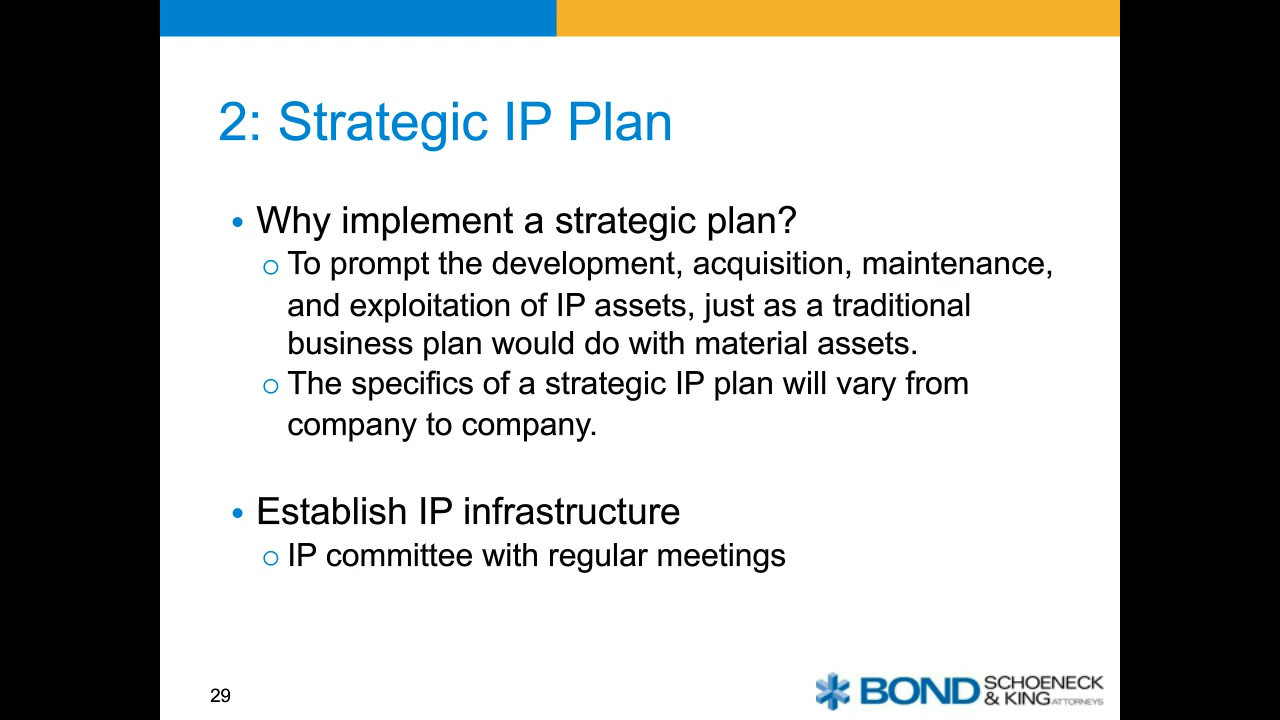 2: Strategic IP Plan
• Why implement a strategic plan?
o To prompt the development, acquisition, maintenance,
and exploitation of IP assets, just as a traditional
business plan would do with material assets.
o The specifics of a strategic IP plan will vary from
company to company.
• Establish IP infrastructure
o IP committee with regular meetings
29
BOND SCHOENECK
& KING ATTORNEYS